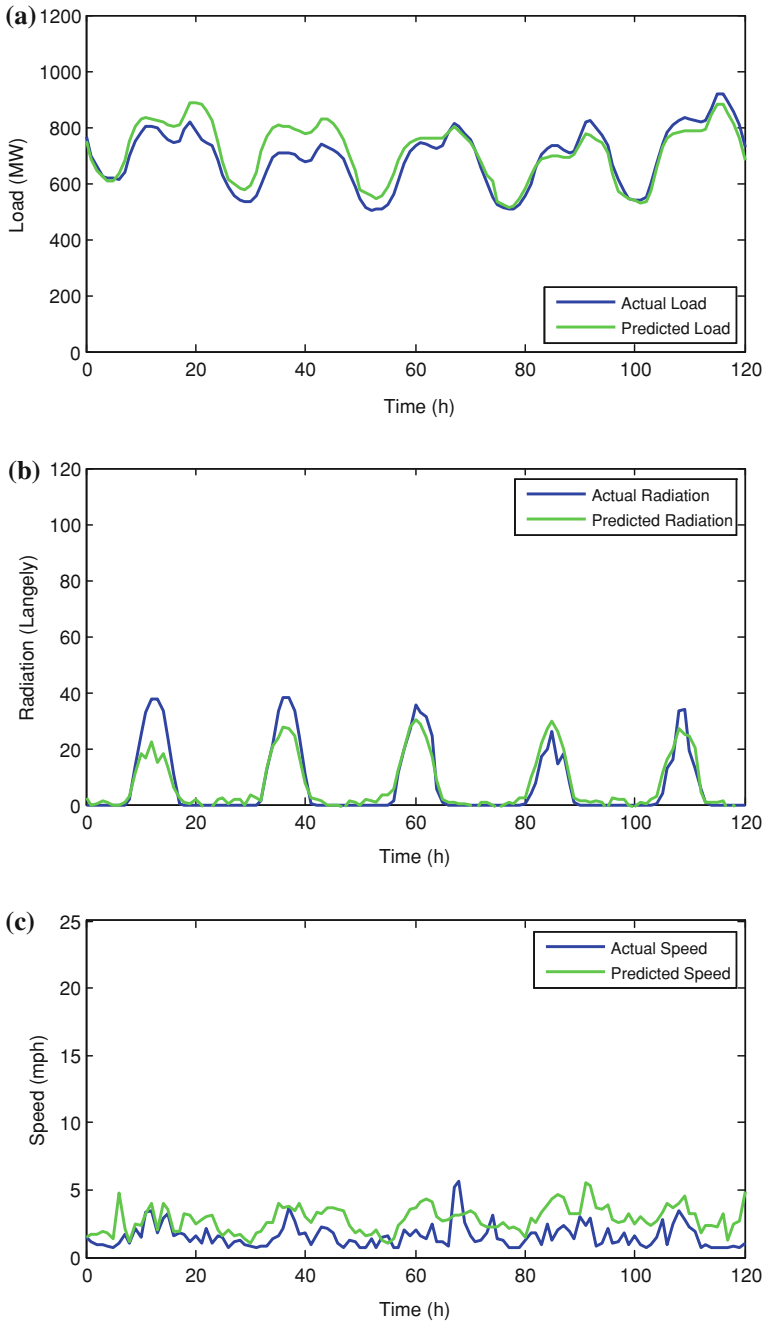 (a)
1200
1000
800
600
400
200
0
Load (MW)
Actual Load
Predicted Load
0 20 40 60 80 100 120
Time (h)
(b)
120
100
80
60
40
20
0
Radiation (Langely)
Actual Radiation
Predicted Radiation
0 20 40 60 80 100 120
Time (h)
(c)
25
20
15
10
5
0
Speed (mph)
Actual Speed
Predicted Speed
0 20 40 60 80 100 120
Time (h)